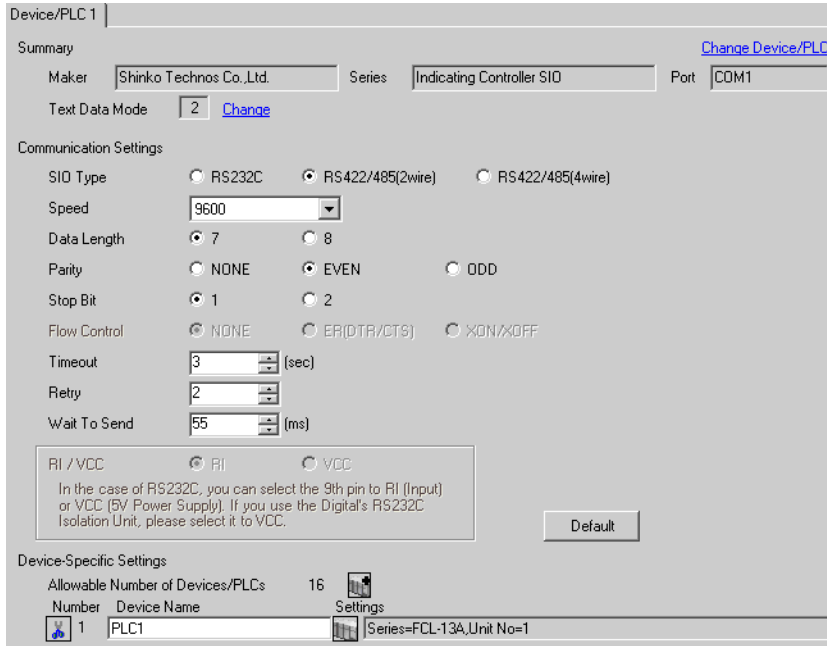 Device/PLC 1
Summary Change Device/PLC
Maker Shinko Technos Co.,Ltd. Series Indicating Controller SIO Port COM1
Text Data Mode 2 Change
Communication Settings
SIO Type RS232C RS422/485(2wire) RS422/485(4wire)
Speed 9600
Data Length 7 8
Parity NONE EVEN ODD
Stop Bit 1 2
Flow Control NONE ER(DTR/CTS) XON/XOFF
Timeout 3 (sec)
Retry 2
Wait To Send 55 (ms)
RI / VCC RI VCC
In the case of RS232C, you can select the 9th pin to RI (Input)
or VCC (5V Power Supply). If you use the Digital's RS232C
Isolation Unit, please select it to VCC.
Default
Device-Specific Settings
Allowable Number of Devices/PLCs 16
Number Device Name Settings
1 PLC1 Series=FCL-13A,Unit No=1